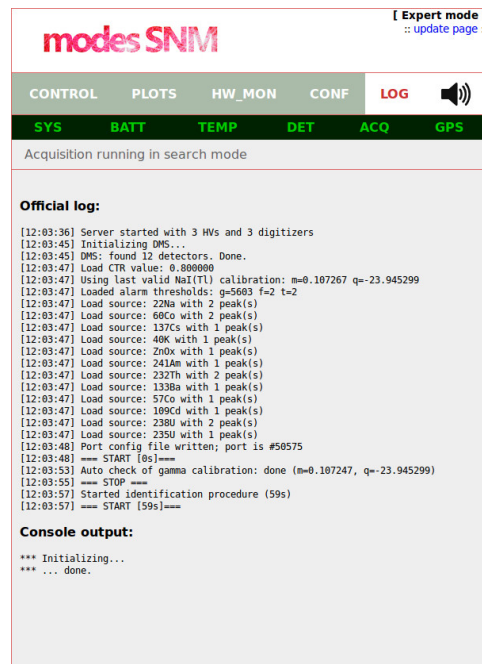 [ Expert mode
:: update page :
modes SNM
CONTROL PLOTS HW_MON CONF LOG
SYS BATT TEMP DET ACQ GPS
Acquisition running in search mode
Official log:
[12:03:36] Server started with 3 HVs and 3 digitizers
[12:03:45] Initializing DMS...
[12:03:45] DMS: found 12 detectors. Done.
[12:03:47] Load CTR value: 0.800000
[12:03:47] Using last valid NaI(Tl) calibration: m=0.107267 q=-23.945299
[12:03:47] Loaded alarm thresholds: g=5603 f=2 t=2
[12:03:47] Load source: 22Na with 2 peak(s)
[12:03:47] Load source: 60Co with 2 peak(s)
[12:03:47] Load source: 137Cs with 1 peak(s)
[12:03:47] Load source: 40K with 1 peak(s)
[12:03:47] Load source: ZnOx with 1 peak(s)
[12:03:47] Load source: 241Am with 1 peak(s)
[12:03:47] Load source: 232Th with 2 peak(s)
[12:03:47] Load source: 133Ba with 1 peak(s)
[12:03:47] Load source: 57Co with 1 peak(s)
[12:03:47] Load source: 109Cd with 1 peak(s)
[12:03:47] Load source: 238U with 2 peak(s)
[12:03:47] Load source: 235U with 1 peak(s)
[12:03:48] Port config file written; port is #50575
[12:03:48] === START [0s]===
[12:03:53] Auto check of gamma calibration: done (m=0.107247, q=-23.945299)
[12:03:55] === STOP ===
[12:03:57] Started identification procedure (59s)
[12:03:57] === START [59s]===
Console output:
*** Initializing...
*** ... done.